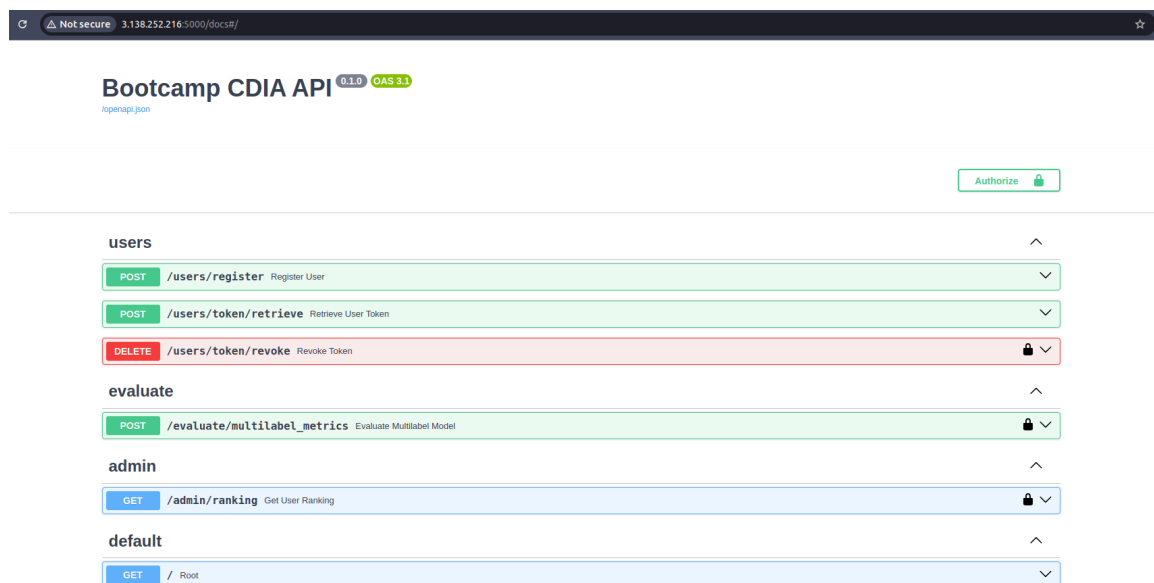 Not secure 3.138.252.216:5000/docs#/
Bootcamp CDIA API 0.1.0 OAS 3.1
/openapi.json
Authorize
users
POST /users/register Register User
POST /users/token/retrieve Retrieve User Token
DELETE /users/token/revoke Revoke Token
evaluate
POST /evaluate/multilabel_metrics Evaluate Multilabel Model
admin
GET /admin/ranking Get User Ranking
default
GET / Root